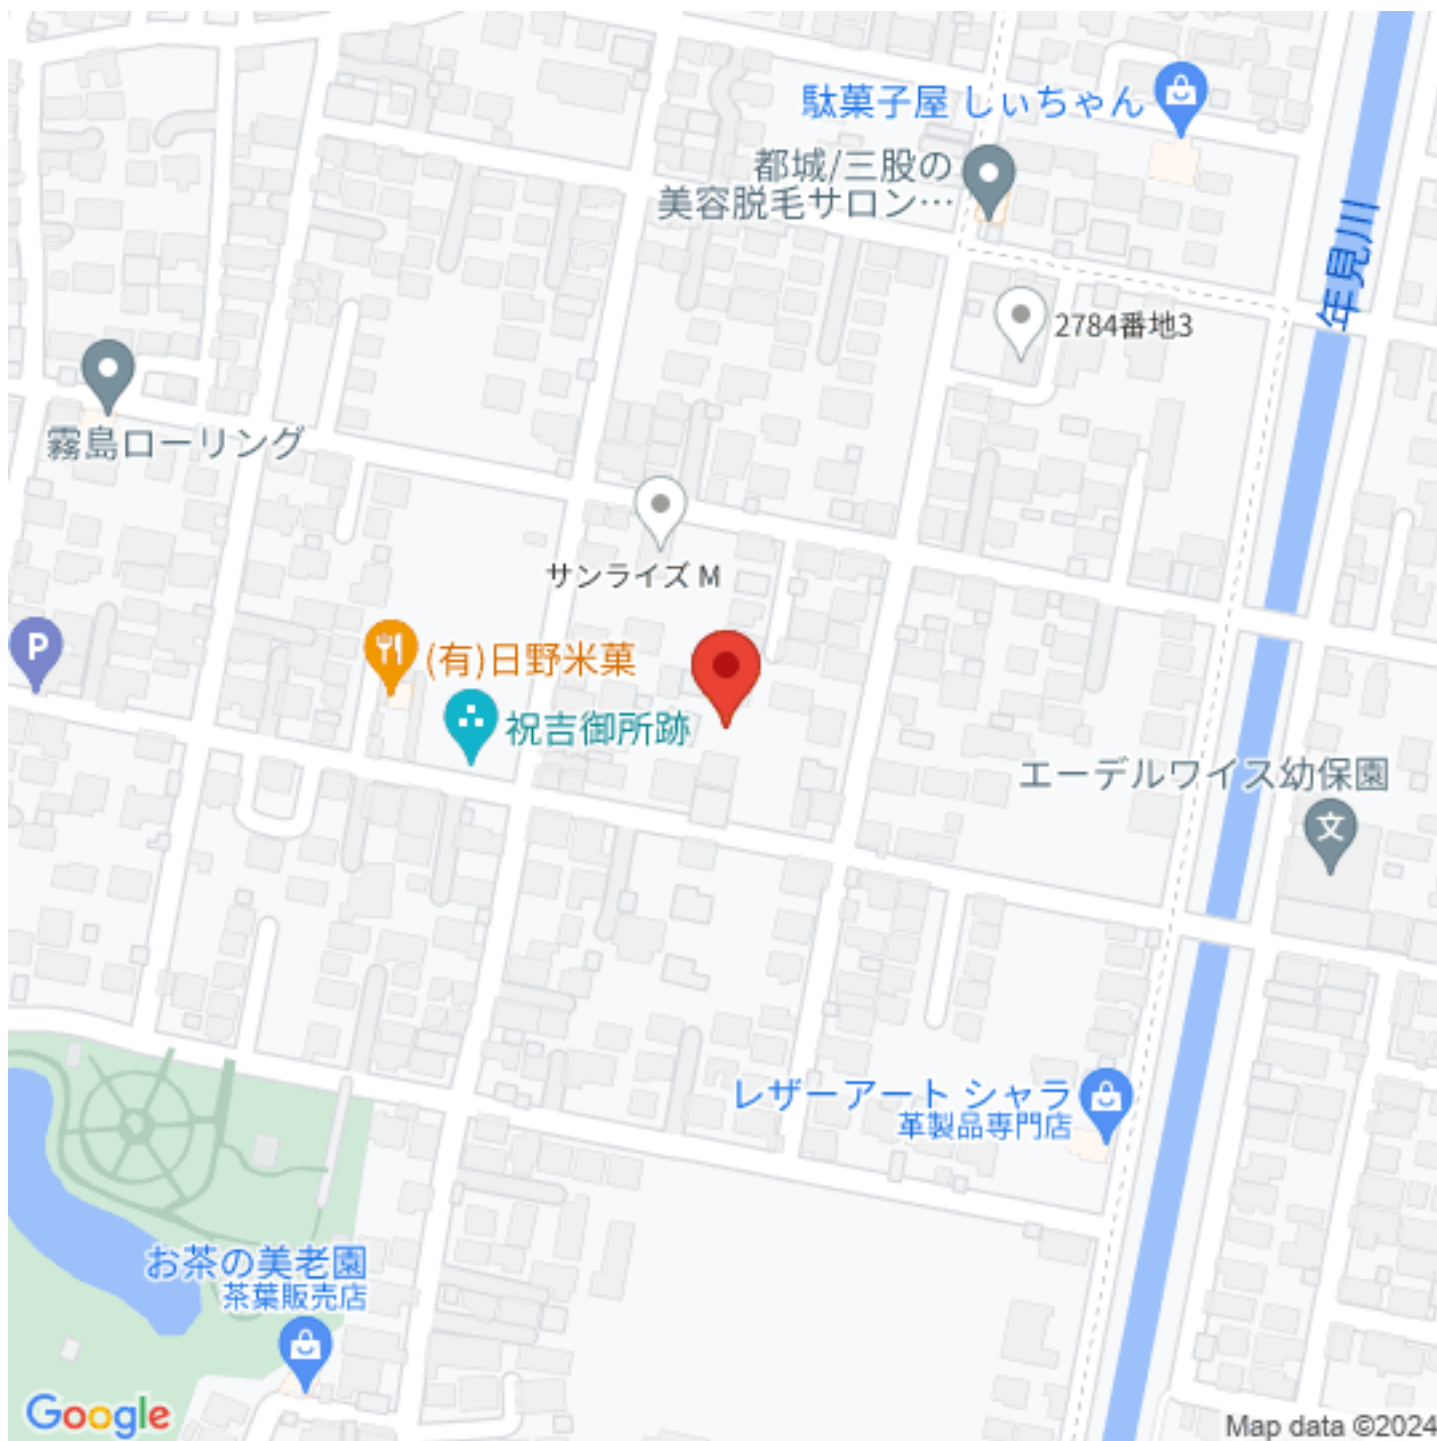 駄菓子屋 しぃちゃん
都城/三股の
美容脱毛サロン…
年見川
2784番地3
霧島ローリング
サンライズ M
P
(有)日野米菓
祝吉御所跡
エーデルワイス幼保園
文
レザーアート シャラ
革製品専門店
お茶の美老園
茶葉販売店
Google
Map data ©2024